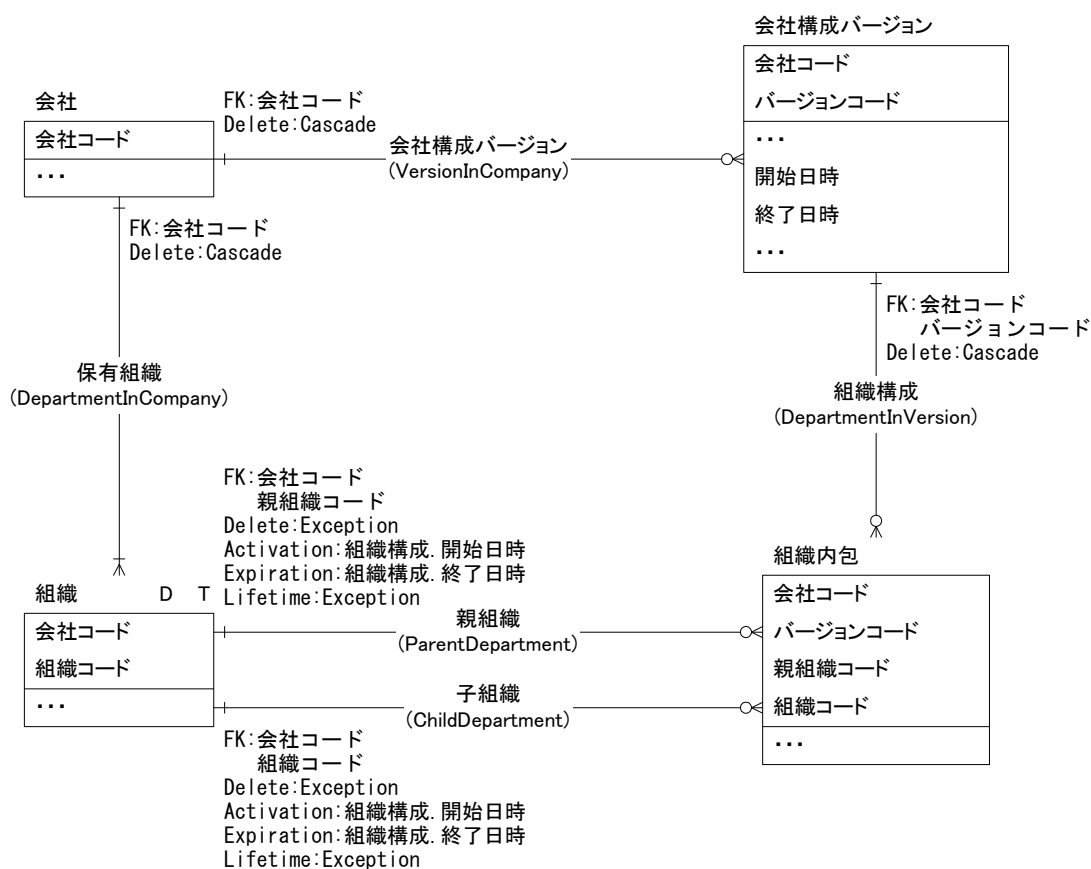 会社構成バージョン
会社コード
バージョンコード
・・・
開始日時
終了日時
・・・
会社
会社コード
・・・
FK:会社コード
Delete:Cascade
会社構成バージョン
(VersionInCompany)
FK:会社コード
Delete:Cascade
FK:会社コード
バージョンコード
Delete:Cascade
保有組織
(DepartmentInCompany)
組織構成
(DepartmentInVersion)
FK:会社コード
親組織コード
Delete:Exception
Activation:組織構成.開始日時
Expiration:組織構成.終了日時
Lifetime:Exception
組織 D T
会社コード
組織コード
・・・
親組織
(ParentDepartment)
子組織
(ChildDepartment)
組織内包
会社コード
バージョンコード
親組織コード
組織コード
・・・
FK:会社コード
組織コード
Delete:Exception
Activation:組織構成.開始日時
Expiration:組織構成.終了日時
Lifetime:Exception